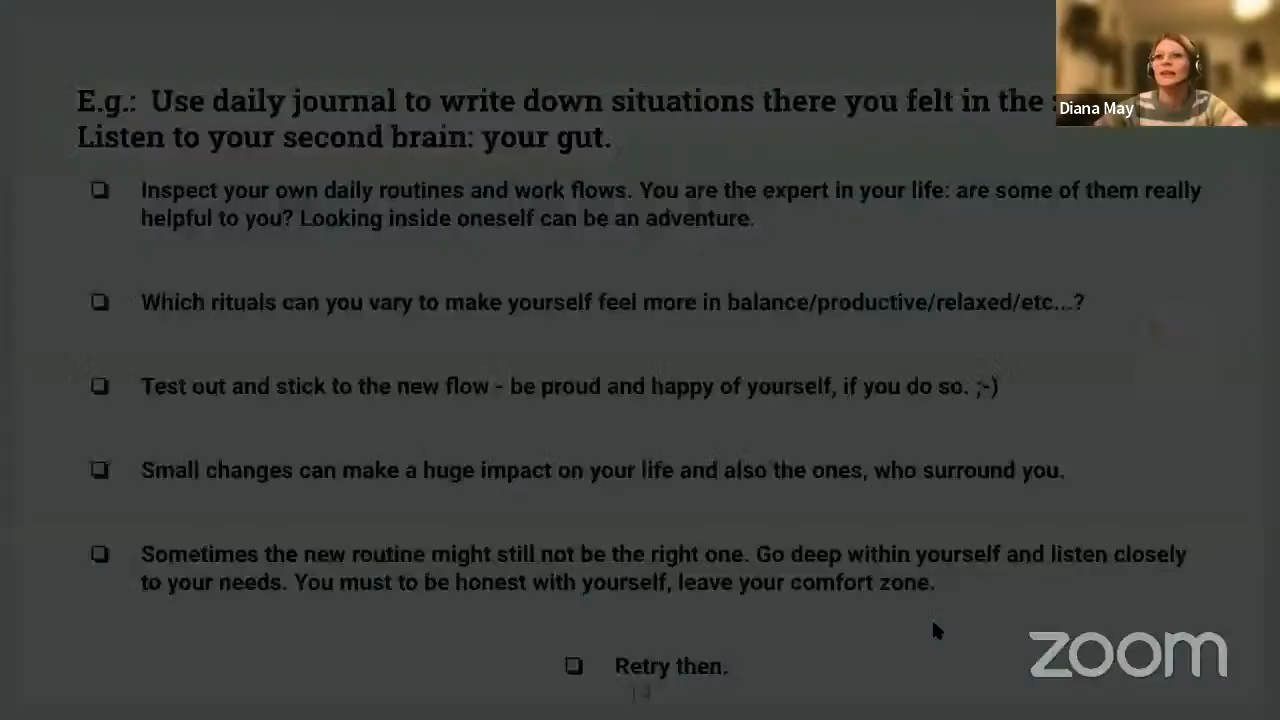 E.g.: Use daily journal to write down situations there you felt in the
Listen to your second brain: your gut.
Diana May
❏ Inspect your own daily routines and work flows. You are the expert in your life: are some of them really
helpful to you? Looking inside oneself can be an adventure.
❏ Which rituals can you vary to make yourself feel more in balance/productive/relaxed/etc...?
❏ Test out and stick to the new flow - be proud and happy of yourself, if you do so. ;-)
❏ Small changes can make a huge impact on your life and also the ones, who surround you.
❏ Sometimes the new routine might still not be the right one. Go deep within yourself and listen closely
to your needs. You must to be honest with yourself, leave your comfort zone.
❏ Retry then.
14
zoom